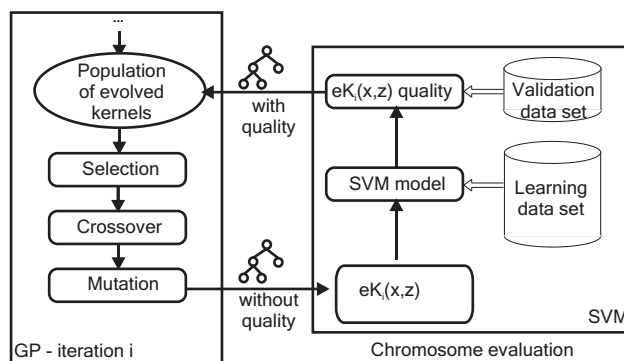 ...
Population
of evolved
kernels
Selection
Crossover
Mutation
GP - iteration i
with
quality
without
quality
eKᵢ(x,z) quality
SVM model
eKᵢ(x,z)
Validation
data set
Learning
data set
SVM
Chromosome evaluation